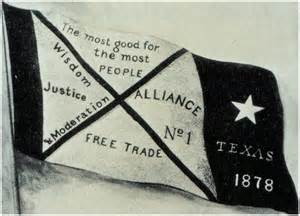 The most good for
the most
PEOPLE
Wisdom
Justice
& Moderation
ALLIANCE
No 1
FREE TRADE
TEXAS
1878